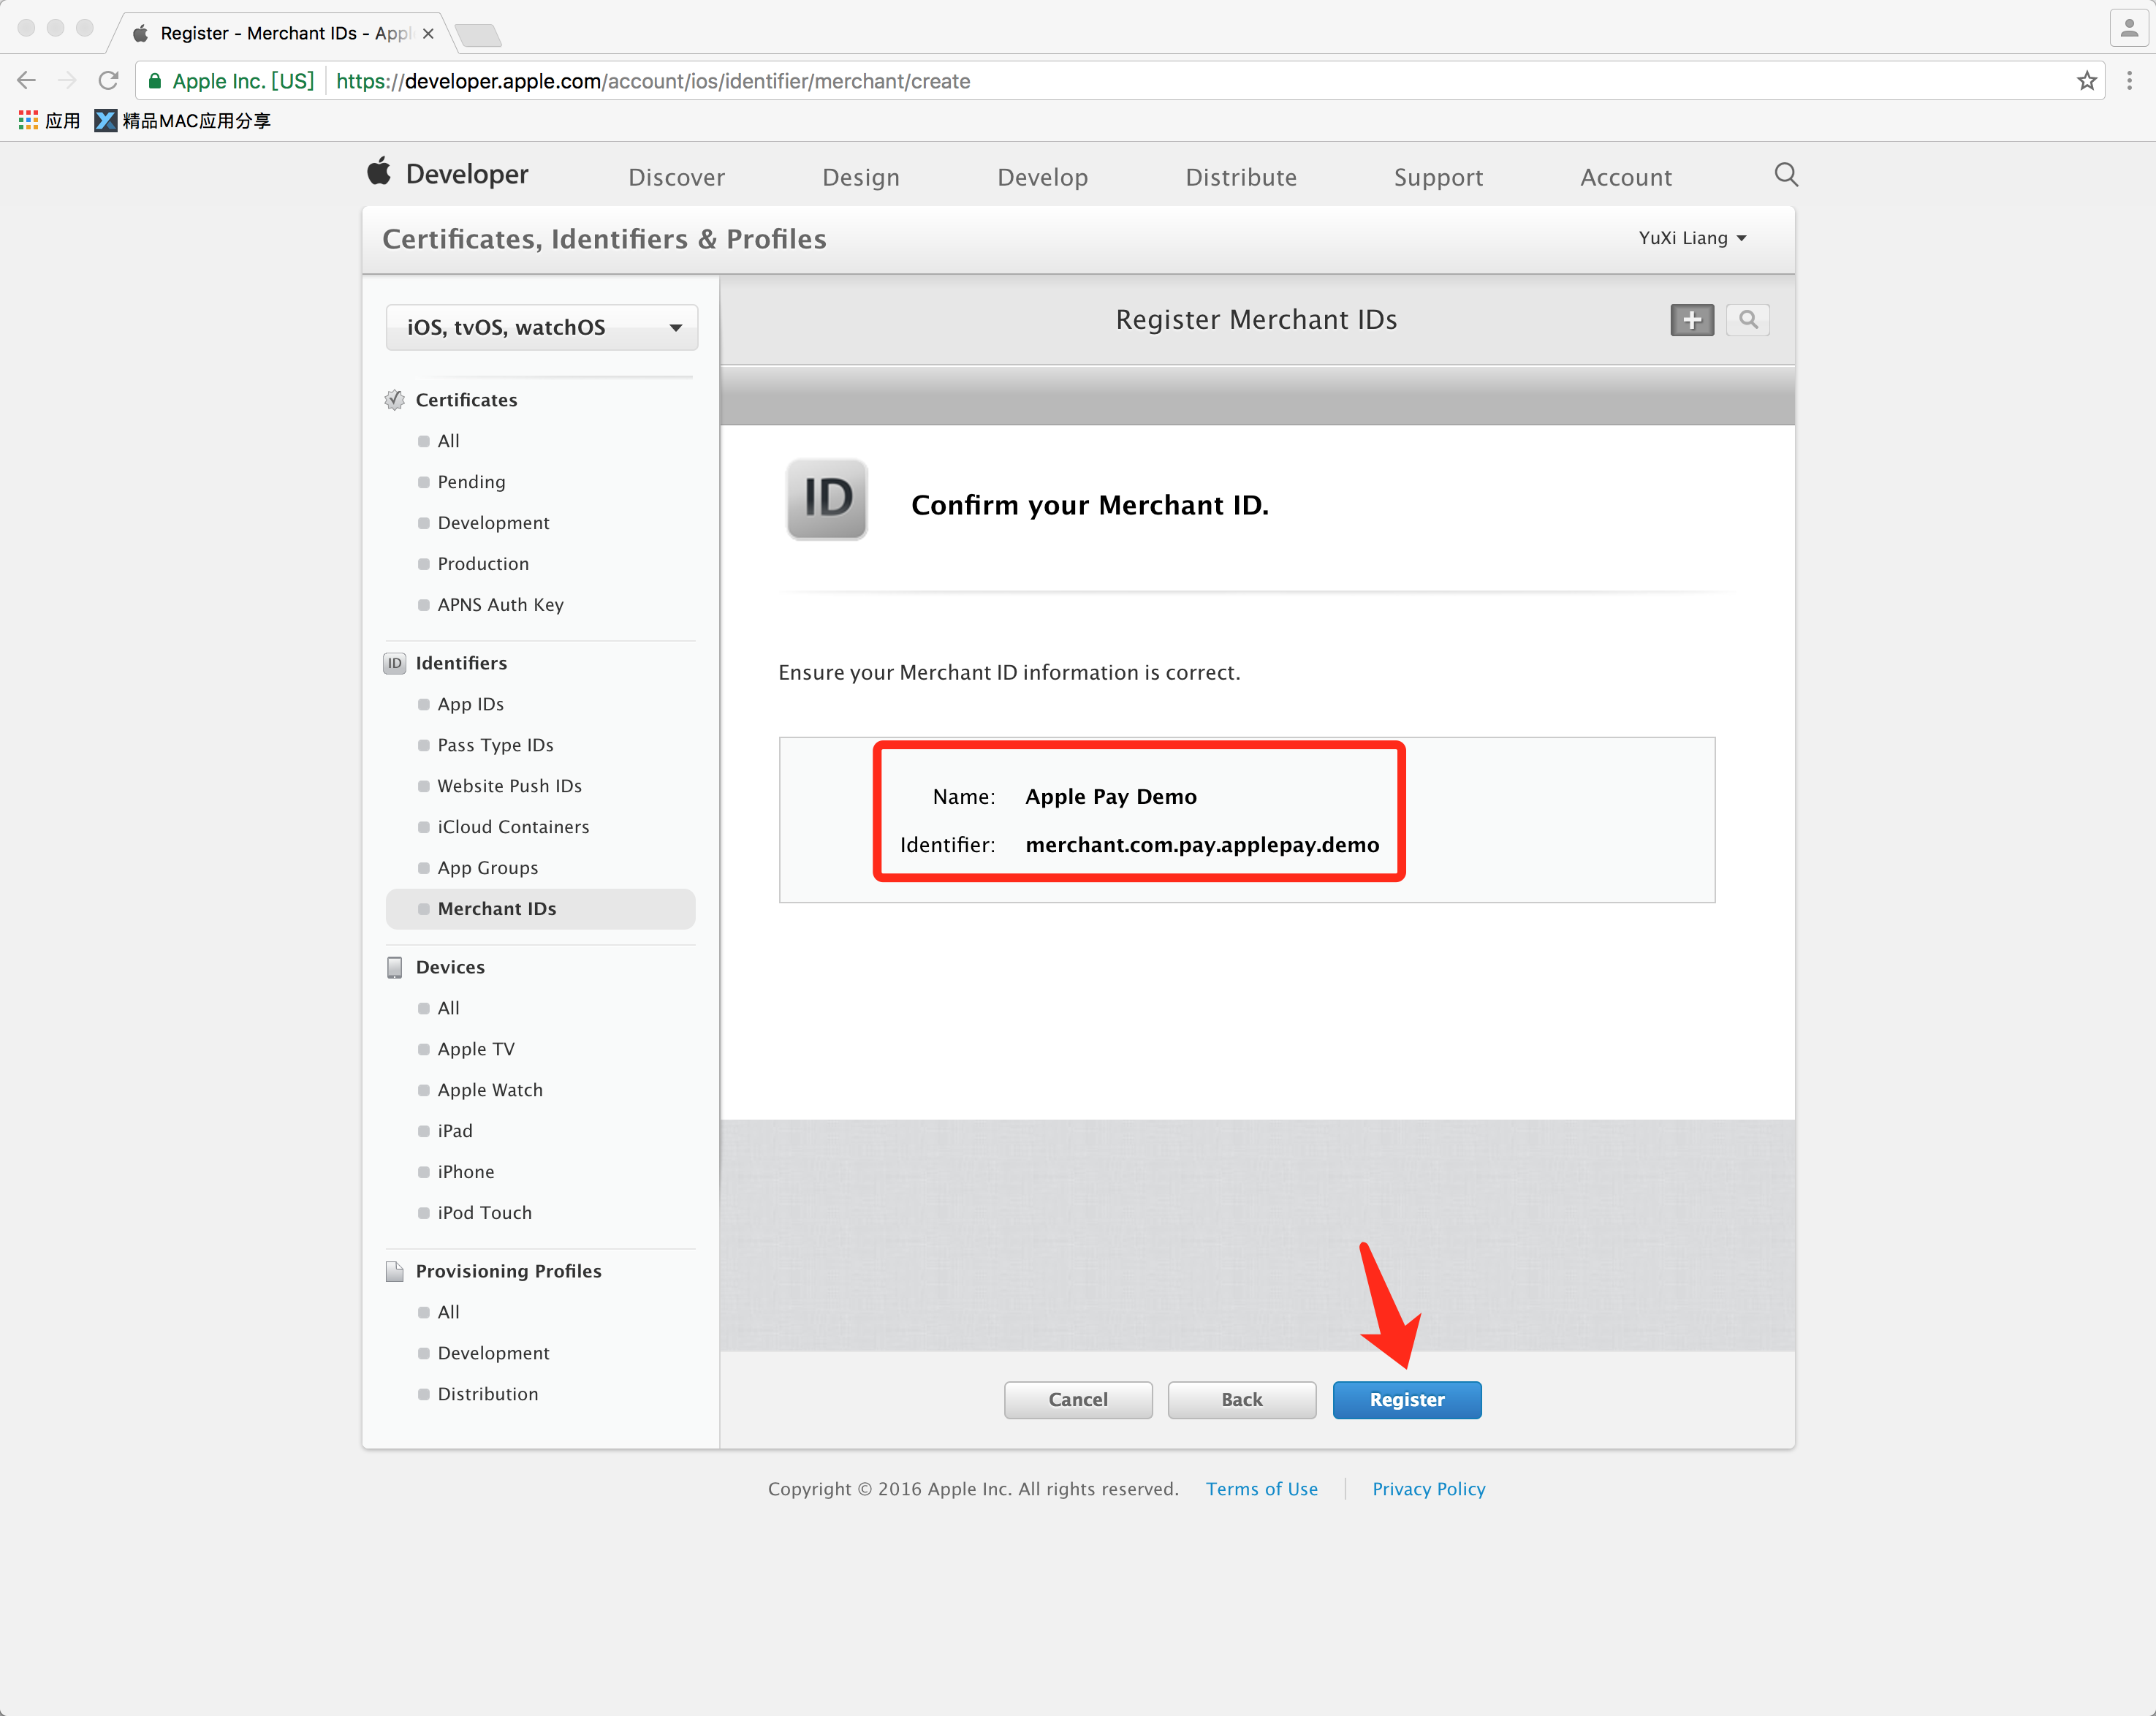 Register - Merchant IDs - Appl
Apple Inc. [US] https://developer.apple.com/account/ios/identifier/merchant/create
应用 精品MAC应用分享
Developer Discover Design Develop Distribute Support Account
Certificates, Identifiers & Profiles YuXi Liang
iOS, tvOS, watchOS
Certificates
All
Pending
Development
Production
APNS Auth Key
ID Identifiers
App IDs
Pass Type IDs
Website Push IDs
iCloud Containers
App Groups
Merchant IDs
Devices
All
Apple TV
Apple Watch
iPad
iPhone
iPod Touch
Provisioning Profiles
All
Development
Distribution
Register Merchant IDs
ID Confirm your Merchant ID.
Ensure your Merchant ID information is correct.
Name: Apple Pay Demo
Identifier: merchant.com.pay.applepay.demo
Cancel Back Register
Copyright © 2016 Apple Inc. All rights reserved. Terms of Use Privacy Policy